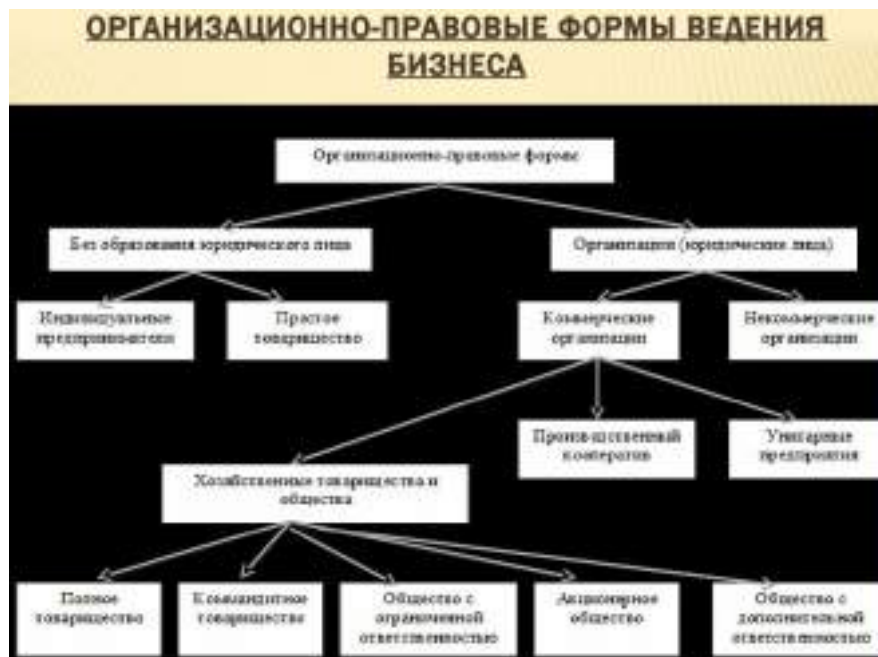 ОРГАНИЗАЦИОННО-ПРАВОВЫЕ ФОРМЫ ВЕДЕНИЯ
БИЗНЕСА
Организационно-правовые формы
Без образования юридического лица
Организации (юридические лица)
Индивидуальные
предприниматели
Простое
товарищество
Коммерческие
организации
Некоммерческие
организации
Производственный
кооператив
Унитарные
предприятия
Хозяйственные товарищества и
общества
Полное
товарищество
Коммандитное
товарищество
Общество с
ограниченной
ответственностью
Акционерное
общество
Общество с
дополнительной
ответственностью